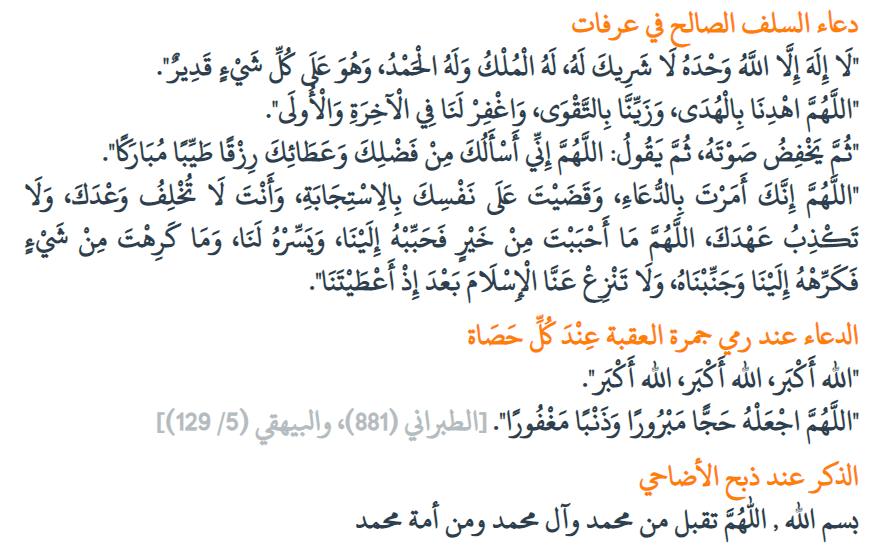 دعاء السلف الصالح في عرفات
"لَا إِلَهَ إِلَّا اللَّهُ وَحْدَهُ لَا شَرِيكَ لَهُ، لَهُ الْمُلْكُ وَلَهُ الْحَمْدُ، وَهُوَ عَلَى كُلِّ شَيْءٍ قَدِيرٌ".
"اللَّهُمَّ اهْدِنَا بِالْهُدَى، وَزَيِّنَّا بِالتَّقْوَى، وَاغْفِرْ لَنَا فِي الْآخِرَةِ وَالْأُولَى".
"ثُمَّ يَخْفِضُ صَوْتَهُ، ثُمَّ يَقُولُ: اللَّهُمَّ إِنِّي أَسْأَلُكَ مِنْ فَضْلِكَ وَعَطَائِكَ رِزْقًا طَيِّبًا مُبَارَكًا".
"اللَّهُمَّ إِنَّكَ أَمَرْتَ بِالدُّعَاءِ، وَقَضَيْتَ عَلَى نَفْسِكَ بِالِاسْتِجَابَةِ، وَأَنْتَ لَا تُخْلِفُ وَعْدَكَ، وَلَا
تَكْذِبُ عَهْدَكَ، اللَّهُمَّ مَا أَحْبَبْتَ مِنْ خَيْرٍ فَحَبِّبْهُ إِلَيْنَا، وَيَسِّرْهُ لَنَا، وَمَا كَرِهْتَ مِنْ شَيْءٍ
فَكَرِّهْهُ إِلَيْنَا وَجَنِّبْنَاهُ، وَلَا تَنْزِعْ عَنَّا الْإِسْلَامَ بَعْدَ إِذْ أَعْطَيْتَنَا".
الدعاء عند رمي جمرة العقبة عِنْدَ كُلِّ حَصَاة
"الله أَكْبَر، الله أَكْبَر، الله أَكْبَر".
"اللَّهُمَّ اجْعَلْهُ حَجًّا مَبْرُورًا وَذَنْبًا مَغْفُورًا". [الطبراني (881)، والبيهقي (5/ 129)]
الذكر عند ذبح الأضاحي
بسم الله , اللهُمَّ تقبل من محمد وآل محمد ومن أمة محمد